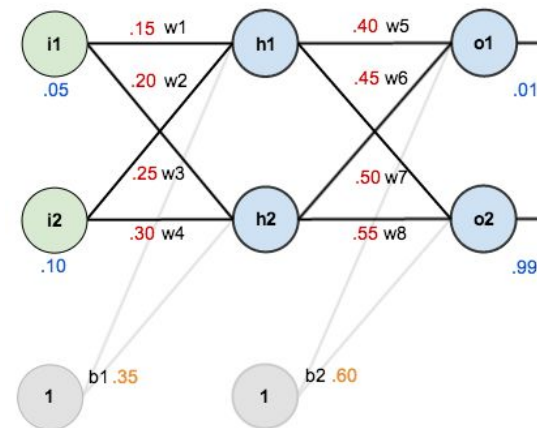 i1 .15 w1 h1 .40 w5 o1
.05 .20 w2 .45 w6 .01
.25 w3 .50 w7
i2 .30 w4 h2 .55 w8 o2
.10 .99
b1 .35 b2 .60
1 1